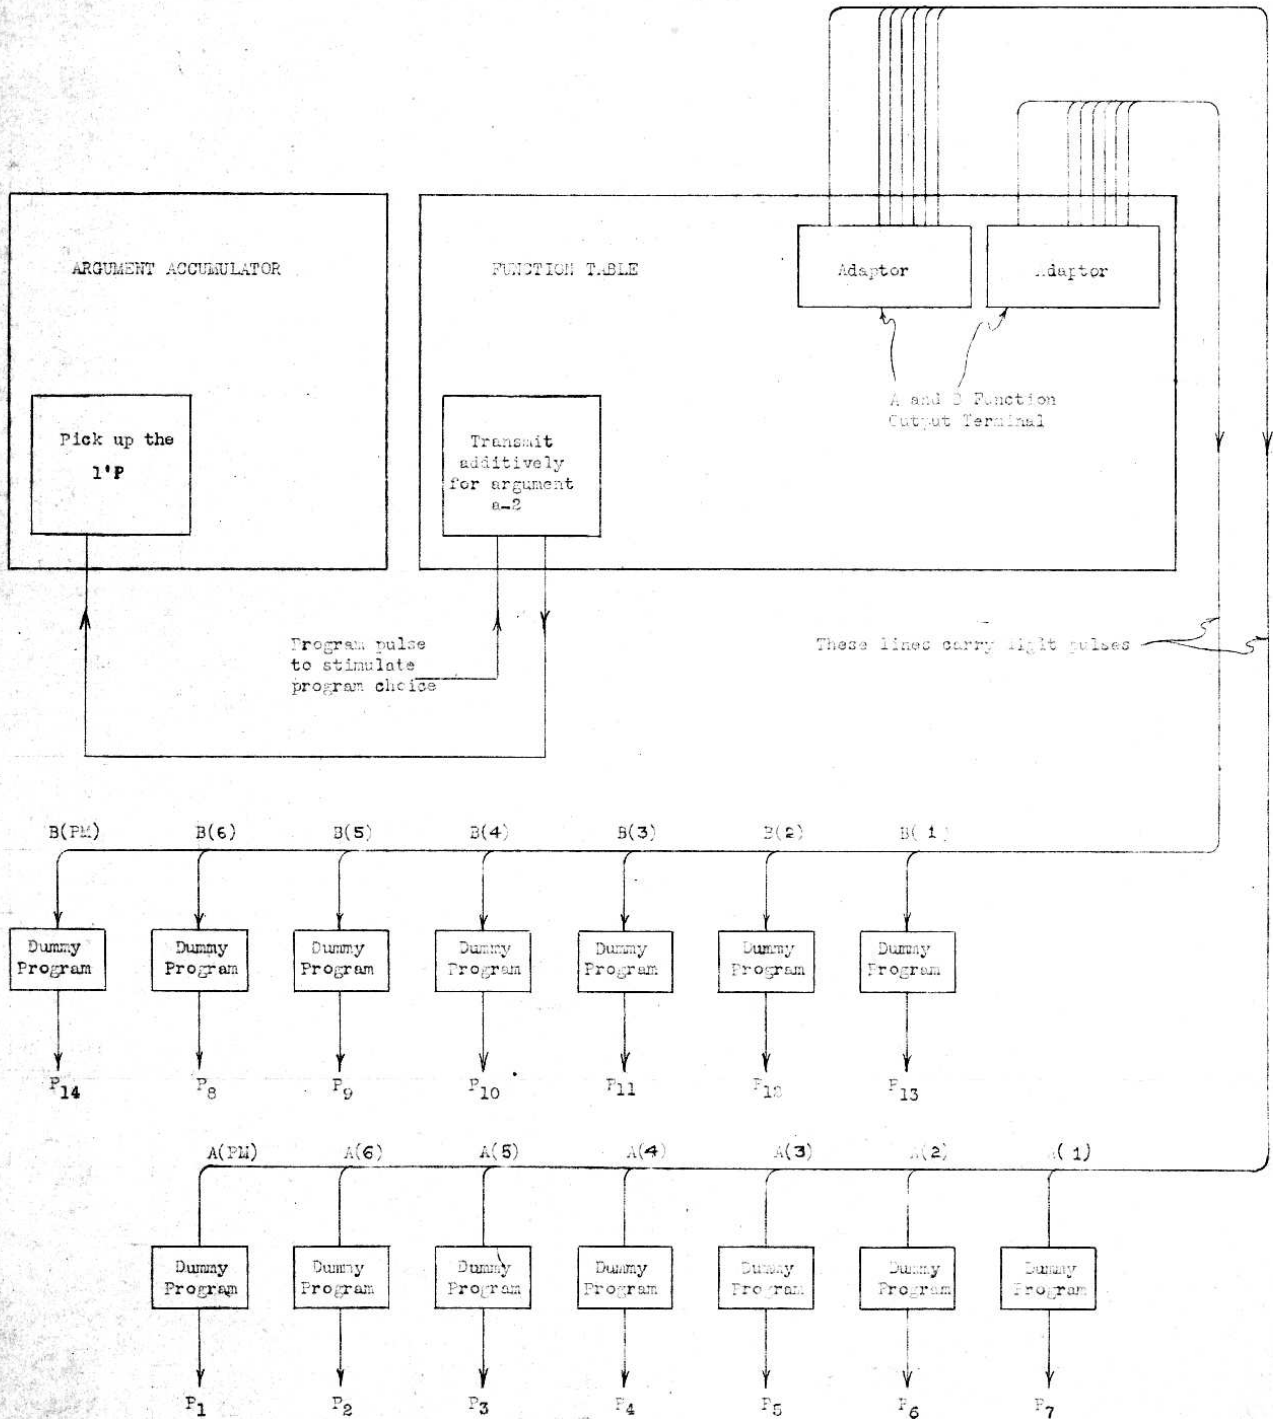 ARGUMENT ACCUMULATOR
FUNCTION TABLE
Adaptor
Adaptor
A and B Function
Output Terminal
Pick up the
1'P
Transmit
additively
for argument
a-2
Program pulse
to stimulate
program choice
These lines carry digit pulses
B(PM) B(6) B(5) B(4) B(3) B(2) B(1)
Dummy Dummy Dummy Dummy Dummy Dummy Dummy
Program Program Program Program Program Program Program
P14 P8 P9 P10 P11 P12 P13
A(PM) A(6) A(5) A(4) A(3) A(2) A(1)
Dummy Dummy Dummy Dummy Dummy Dummy Dummy
Program Program Program Program Program Program Program
P1 P2 P3 P4 P5 P6 P7